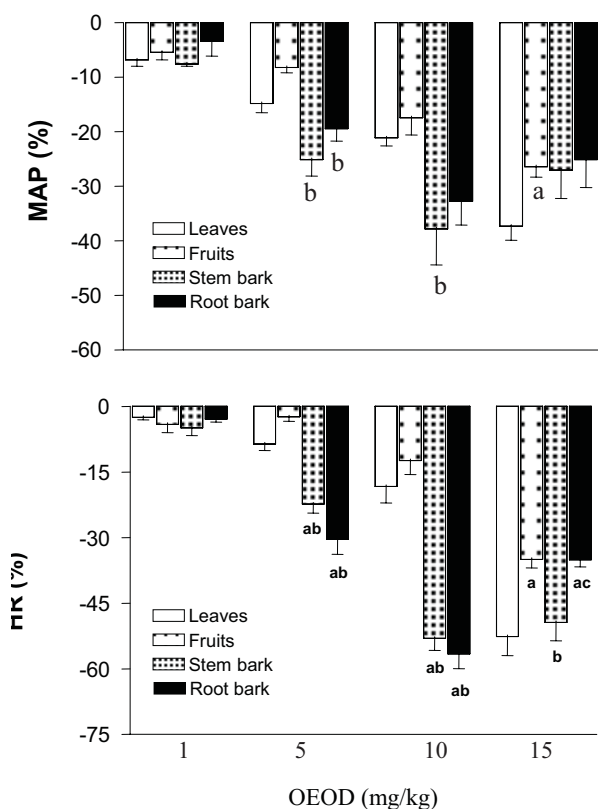 0
-10
-20
-30
-40
-50
-60
MAP (%)
b b
b
a
Leaves
Fruits
Stem bark
Root bark
0
-15
-30
-45
-60
-75
HR (%)
ab
ab
ab
ab
a
b
ac
Leaves
Fruits
Stem bark
Root bark
1 5 10 15
OEOD (mg/kg)